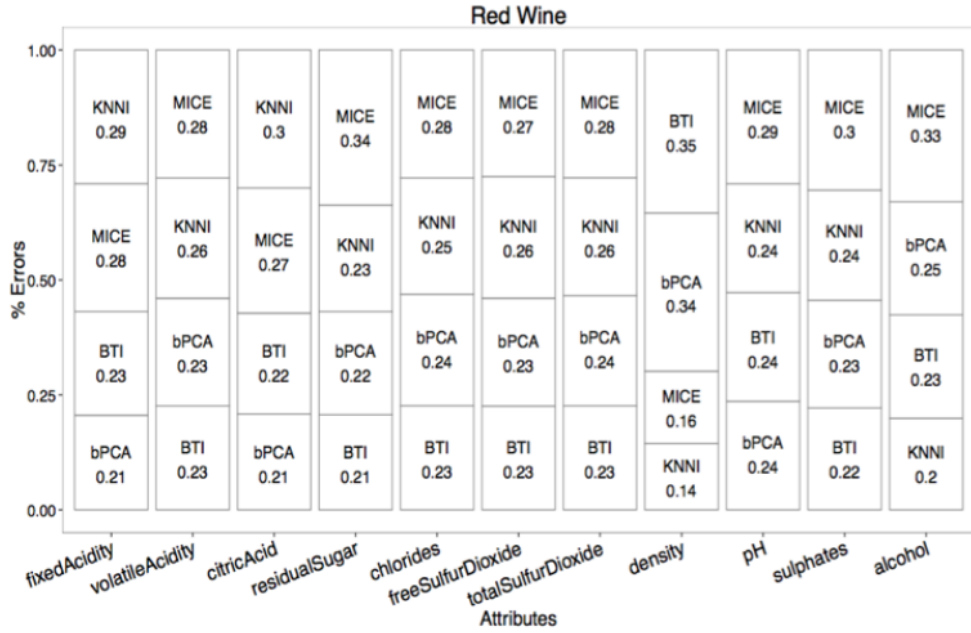 Red Wine
% Errors
1.00
0.75
0.50
0.25
0.00
KNNI
0.29
MICE
0.28
BTI
0.23
bPCA
0.21
MICE
0.28
KNNI
0.26
bPCA
0.23
BTI
0.23
KNNI
0.3
MICE
0.27
BTI
0.22
bPCA
0.21
MICE
0.34
KNNI
0.23
bPCA
0.22
BTI
0.21
MICE
0.28
KNNI
0.25
bPCA
0.24
BTI
0.23
MICE
0.27
KNNI
0.26
bPCA
0.23
BTI
0.23
MICE
0.28
KNNI
0.26
bPCA
0.24
BTI
0.23
BTI
0.35
bPCA
0.34
MICE
0.16
KNNI
0.14
MICE
0.29
KNNI
0.24
BTI
0.24
bPCA
0.24
MICE
0.3
KNNI
0.24
bPCA
0.23
BTI
0.22
MICE
0.33
bPCA
0.25
BTI
0.23
KNNI
0.2
fixedAcidity
volatileAcidity
citricAcid
residualSugar
chlorides
freeSulfurDioxide
totalSulfurDioxide
density
pH
sulphates
alcohol
Attributes